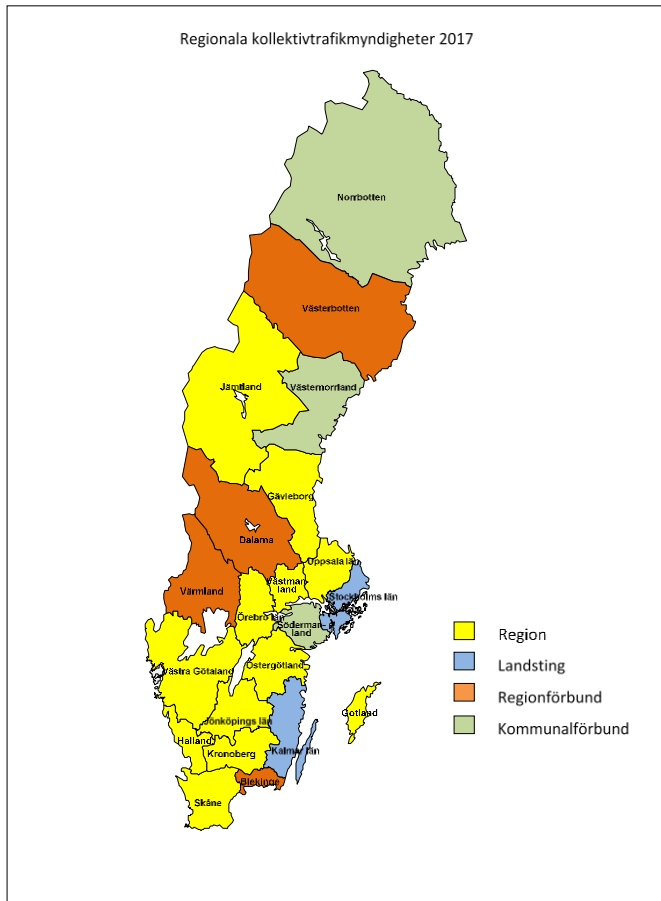 Regionala kollektivtrafikmyndigheter 2017
Norrbotten
Västerbotten
Jämtland
Västernorrland
Gävleborg
Dalarna
Uppsala län
Västman
land
Värmland
Stockholms län
Örebro län
Söderman-
land
Västra Götaland
Östergötland
Jönköpings län
Gotland
Halland
Kronoberg
Kalmar län
Blekinge
Skåne
Region
Landsting
Regionförbund
Kommunalförbund